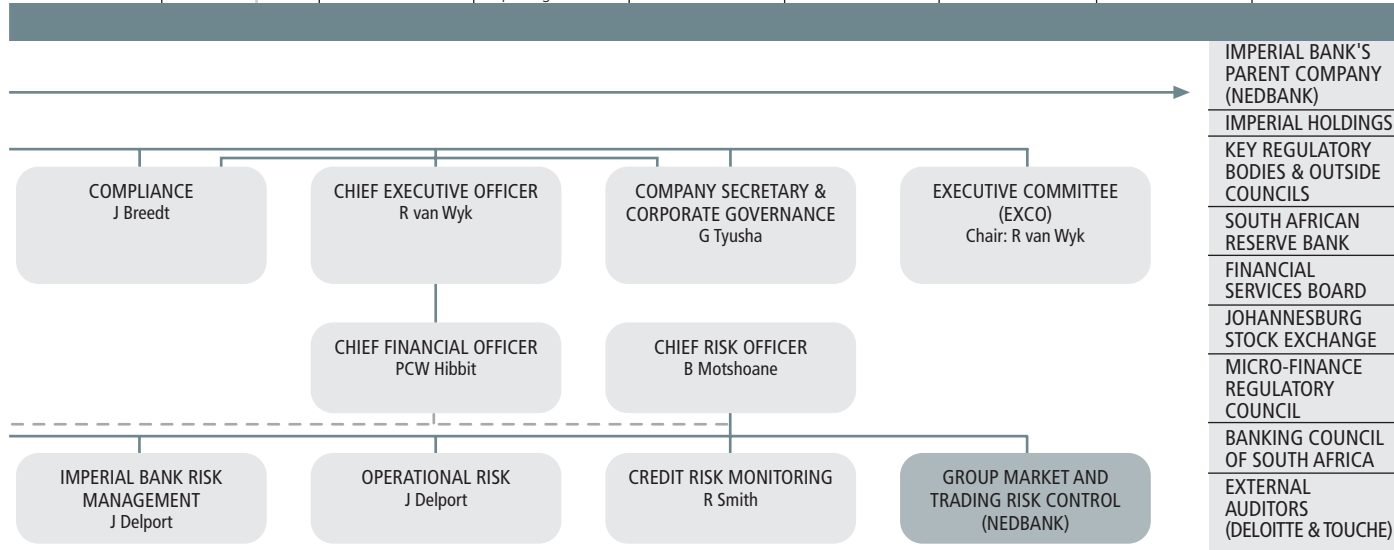 COMPLIANCE
J Breedt
CHIEF EXECUTIVE OFFICER
R van Wyk
COMPANY SECRETARY &
CORPORATE GOVERNANCE
G Tyusha
EXECUTIVE COMMITTEE
(EXCO)
Chair: R van Wyk
CHIEF FINANCIAL OFFICER
PCW Hibbit
CHIEF RISK OFFICER
B Motshoane
IMPERIAL BANK RISK
MANAGEMENT
J Delport
OPERATIONAL RISK
J Delport
CREDIT RISK MONITORING
R Smith
GROUP MARKET AND
TRADING RISK CONTROL
(NEDBANK)
IMPERIAL BANK'S
PARENT COMPANY
(NEDBANK)
IMPERIAL HOLDINGS
KEY REGULATORY
BODIES & OUTSIDE
COUNCILS
SOUTH AFRICAN
RESERVE BANK
FINANCIAL
SERVICES BOARD
JOHANNESBURG
STOCK EXCHANGE
MICRO-FINANCE
REGULATORY
COUNCIL
BANKING COUNCIL
OF SOUTH AFRICA
EXTERNAL
AUDITORS
(DELOITTE & TOUCHE)